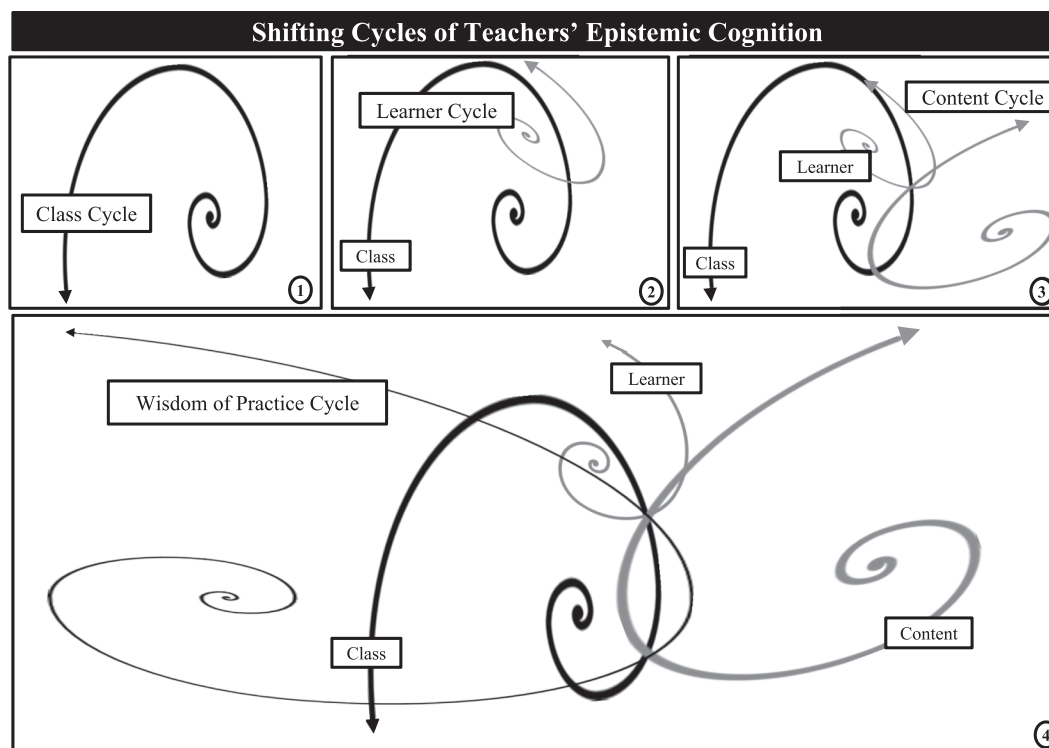 Shifting Cycles of Teachers’ Epistemic Cognition
Class Cycle
1
Learner Cycle
Class
2
Content Cycle
Learner
Class
3
Wisdom of Practice Cycle
Learner
Class
Content
4